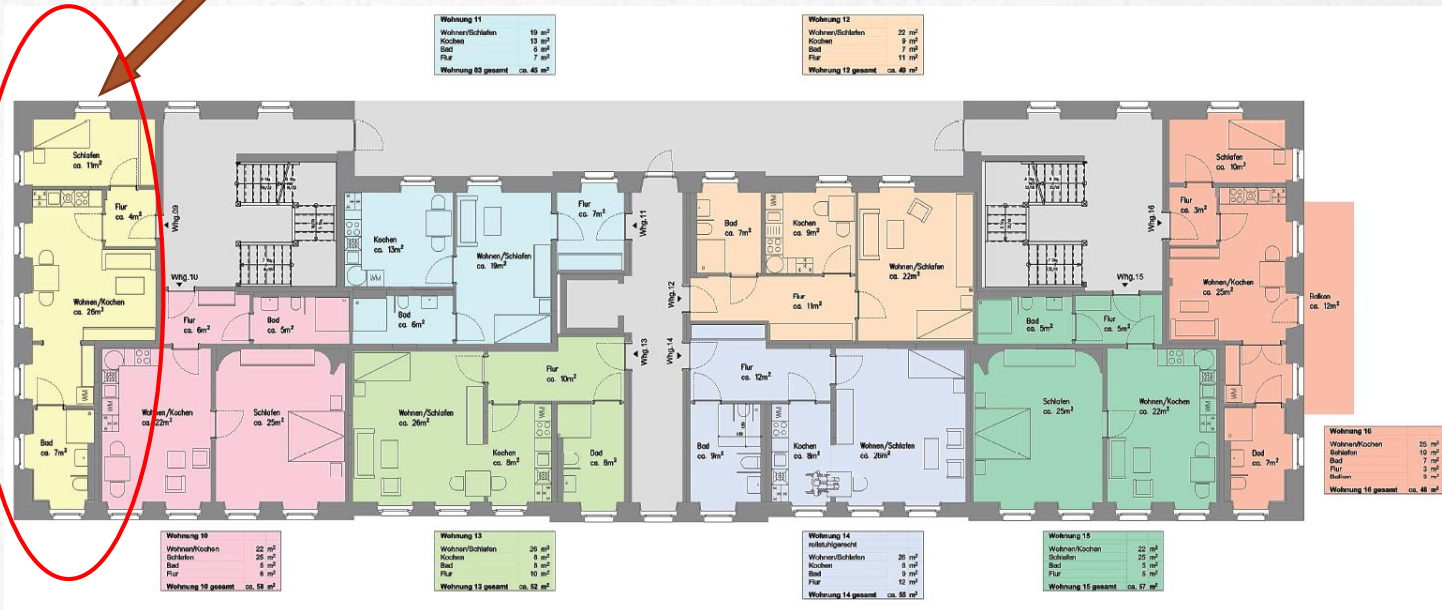 Wohnung 11
Wohnen/Schlafen 19 m²
Kochen 13 m²
Bad 6 m²
Flur 7 m²
Wohnung 03 gesamt ca. 45 m²
Wohnung 12
Wohnen/Schlafen 22 m²
Kochen 9 m²
Bad 7 m²
Flur 11 m²
Wohnung 12 gesamt ca. 49 m²
Schlafen
ca. 11m²
Flur
ca. 4m²
Whg.09
Wohnen/Kochen
ca. 26m²
WM
Bad
ca. 7m²
Whg.10
Flur
ca. 6m²
Bad
ca. 5m²
Wohnen/Kochen
ca. 22m²
WM
Schlafen
ca. 25m²
Kochen
ca. 13m²
WM
Wohnen/Schlafen
ca. 19m²
Flur
ca. 7m²
Bad
ca. 6m²
Whg.11
Whg.12
Whg.13
Whg.14
Wohnen/Schlafen
ca. 26m²
Flur
ca. 10m²
Kochen
ca. 8m²
WM
Bad
ca. 8m²
Bad
ca. 7m²
WM
Kochen
ca. 9m²
Wohnen/Schlafen
ca. 22m²
Flur
ca. 11m²
Flur
ca. 12m²
Bad
ca. 9m²
WM
Kochen
ca. 8m²
Wohnen/Schlafen
ca. 26m²
Whg.15
Whg.16
Bad
ca. 5m²
Flur
ca. 5m²
Schlafen
ca. 25m²
Wohnen/Kochen
ca. 22m²
WM
Schlafen
ca. 10m²
Flur
ca. 3m²
Wohnen/Kochen
ca. 25m²
Balkon
ca. 12m²
WM
Bad
ca. 7m²
Wohnung 16
Wohnen/Kochen 25 m²
Schlafen 10 m²
Bad 7 m²
Flur 3 m²
Balkon 3 m²
Wohnung 16 gesamt ca. 48 m²
Wohnung 10
Wohnen/Kochen 22 m²
Schlafen 25 m²
Bad 5 m²
Flur 6 m²
Wohnung 10 gesamt ca. 58 m²
Wohnung 13
Wohnen/Schlafen 26 m²
Kochen 8 m²
Bad 8 m²
Flur 10 m²
Wohnung 13 gesamt ca. 52 m²
Wohnung 14
rollstuhlgerecht
Wohnen/Schlafen 26 m²
Kochen 8 m²
Bad 9 m²
Flur 12 m²
Wohnung 14 gesamt ca. 55 m²
Wohnung 15
Wohnen/Kochen 22 m²
Schlafen 25 m²
Bad 5 m²
Flur 5 m²
Wohnung 15 gesamt ca. 57 m²